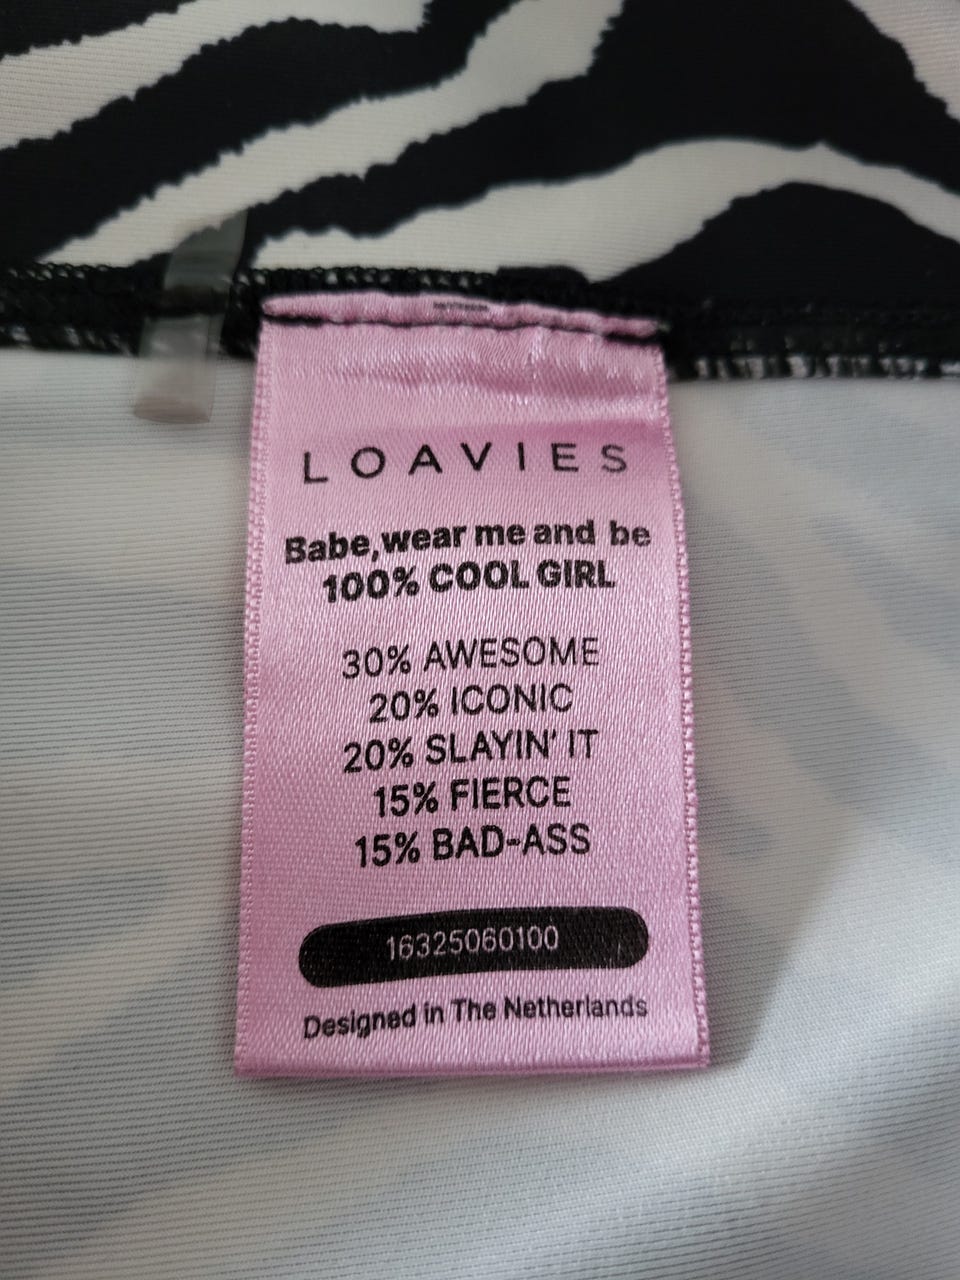 LOAVIES
Babe, wear me and be
100% COOL GIRL
30% AWESOME
20% ICONIC
20% SLAYIN' IT
15% FIERCE
15% BAD-ASS
16325060100
Designed in The Netherlands